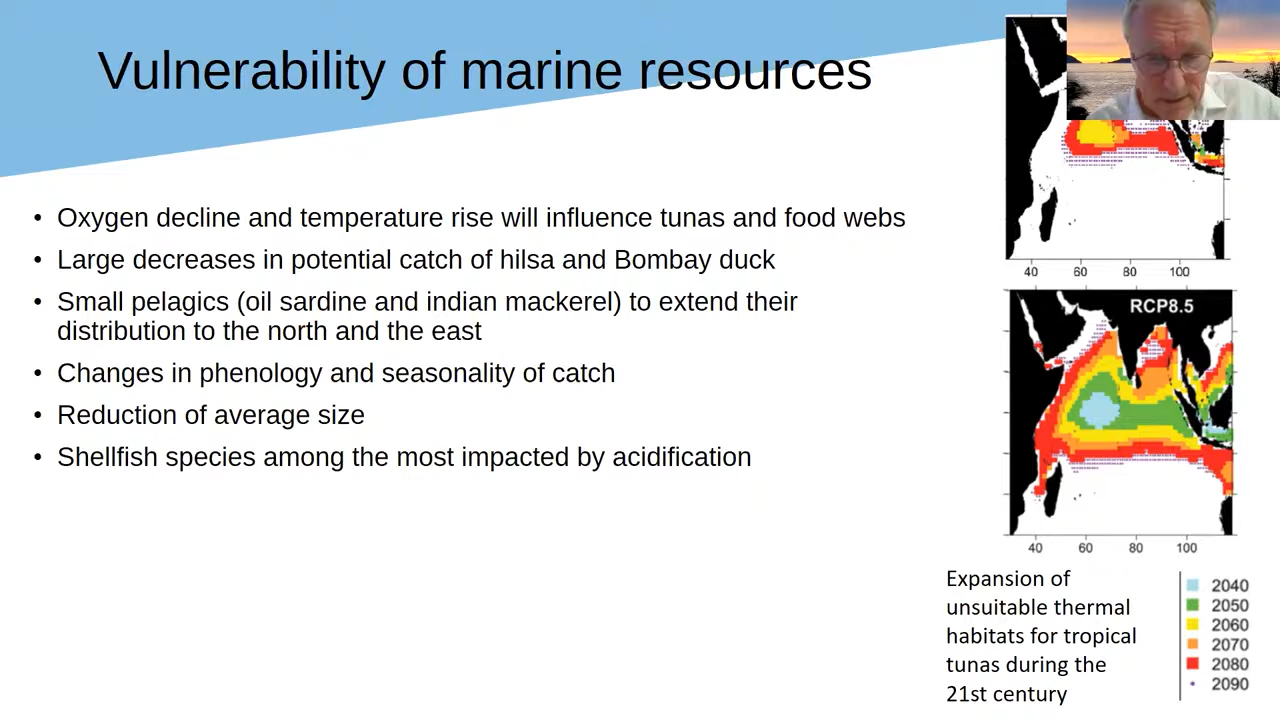 Vulnerability of marine resources
• Oxygen decline and temperature rise will influence tunas and food webs
• Large decreases in potential catch of hilsa and Bombay duck
• Small pelagics (oil sardine and indian mackerel) to extend their
distribution to the north and the east
• Changes in phenology and seasonality of catch
• Reduction of average size
• Shellfish species among the most impacted by acidification
40 60 80 100
RCP8.5
40 60 80 100
Expansion of
unsuitable thermal
habitats for tropical
tunas during the
21st century
2040
2050
2060
2070
2080
2090